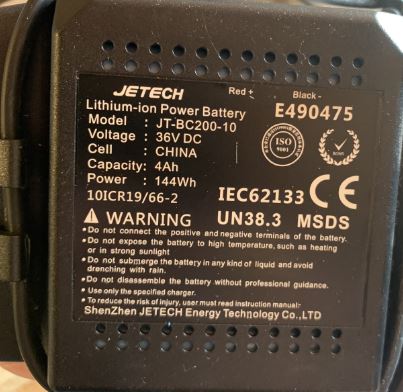 JETECH Red + Black -
Lithium-ion Power Battery E490475
Model : JT-BC200-10
Voltage : 36V DC
Cell : CHINA
Capacity: 4Ah
Power : 144Wh
10ICR19/66-2
ISO
9001
IEC62133 CE
WARNING UN38.3 MSDS
•Do not connect the positive and negative terminals of the battery.
•Do not expose the battery to high temperature, such as heating
or in strong sunlight
•Do not submerge the battery in any kind of liquid and avoid
drenching with rain.
•Do not disassemble the battery without professional guidance.
•Use only the specified charger.
•To reduce the risk of injury, user must read instruction manual:
ShenZhen JETECH Energy Technology Co.,LTD